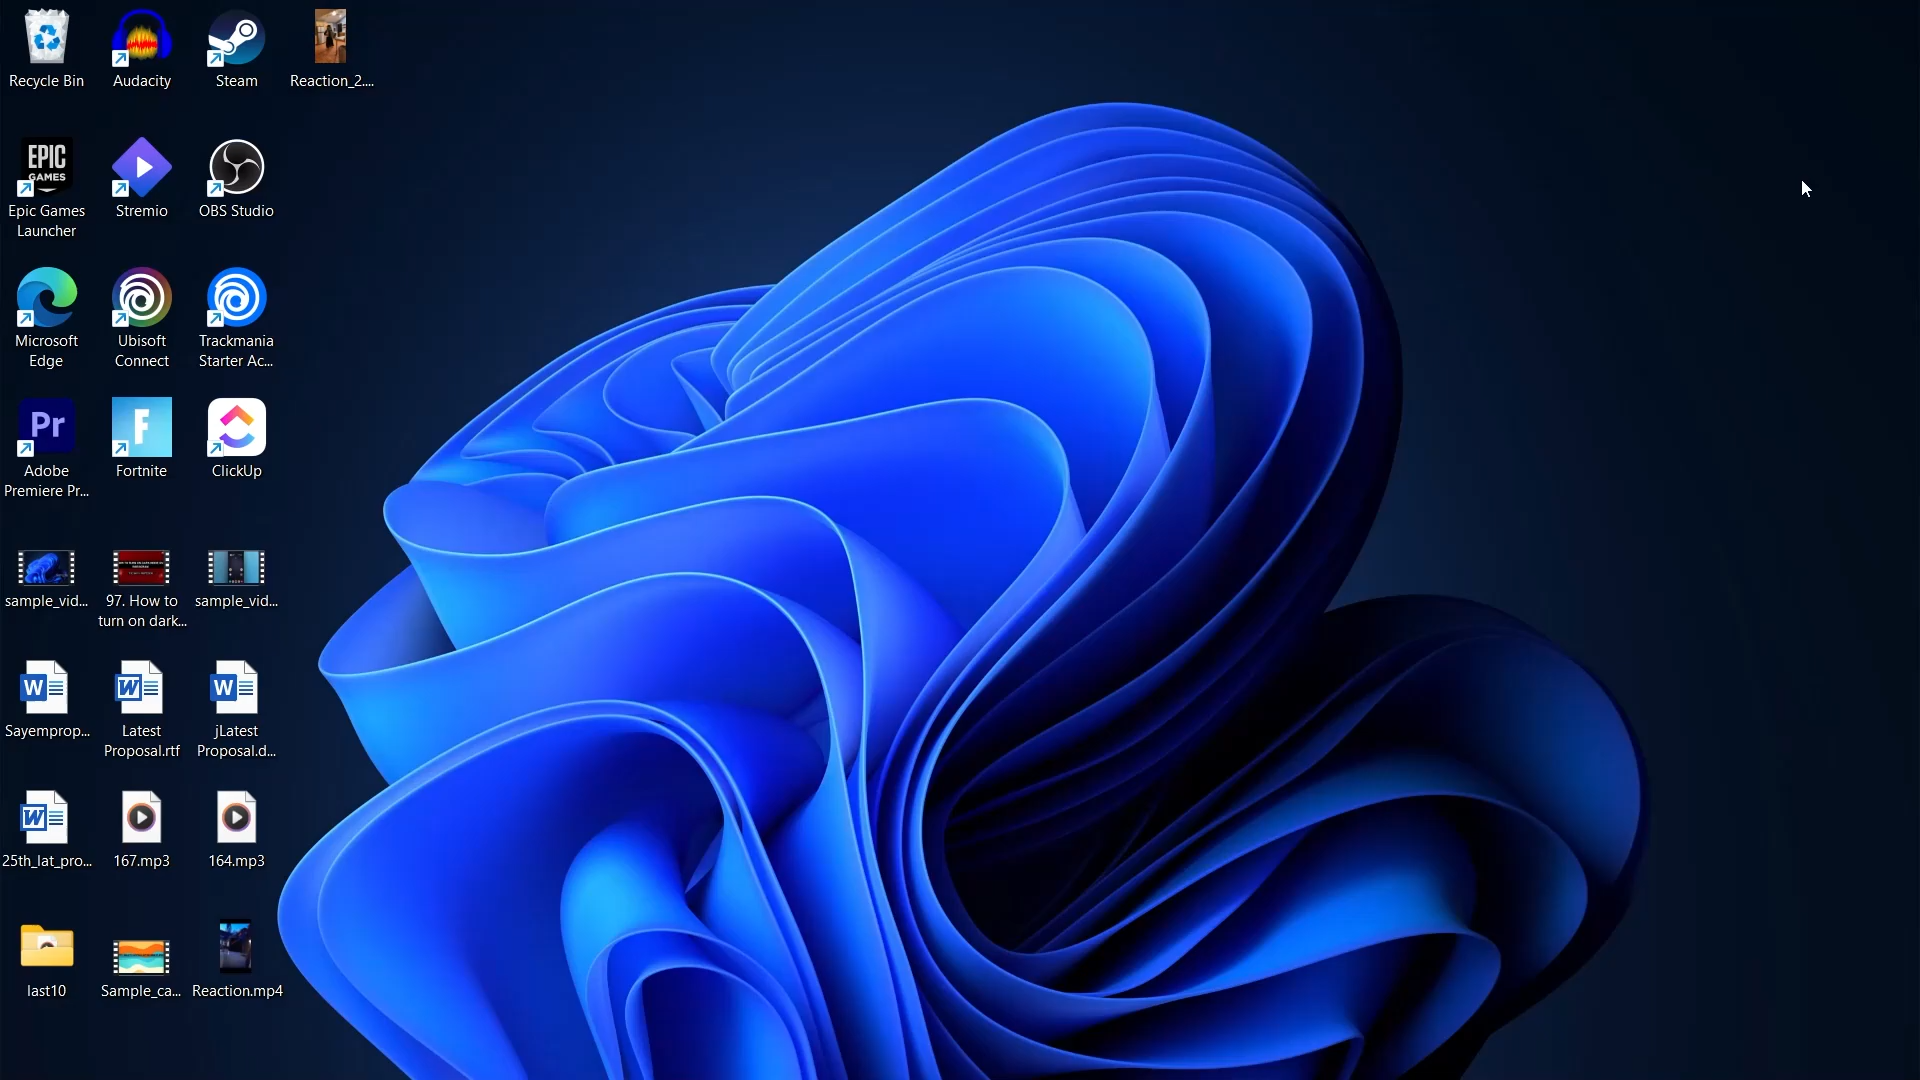 Recycle Bin
Audacity
Steam
Reaction_2....
EPIC
GAMES
Epic Games
Launcher
Stremio
OBS Studio
Microsoft
Edge
Ubisoft
Connect
Trackmania
Starter Ac...
Pr
Adobe
Premiere Pr...
F
Fortnite
ClickUp
sample_vid...
97. How to
turn on dark...
sample_vid...
W
Sayemprop...
W
Latest
Proposal.rtf
W
jLatest
Proposal.d...
W
25th_lat_pro...
167.mp3
164.mp3
last10
Sample_ca...
Reaction.mp4